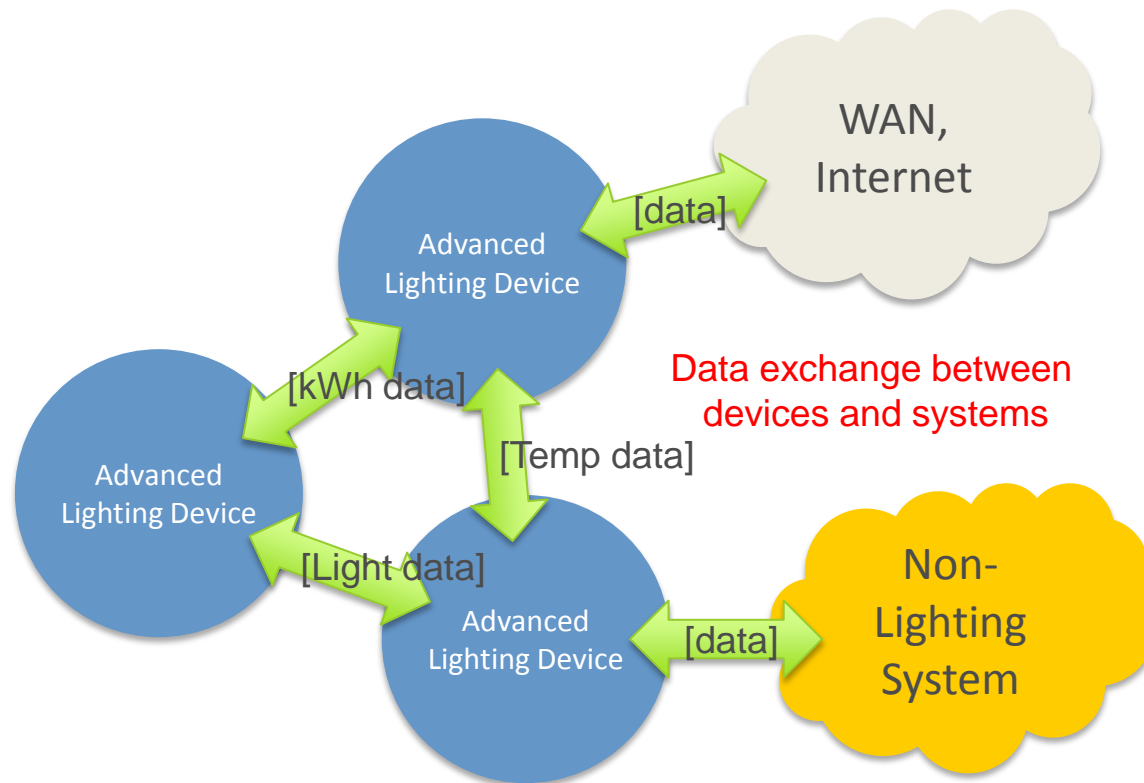 WAN,
Internet
[data]
Advanced
Lighting Device
Data exchange between
devices and systems
[kWh data]
[Temp data]
Advanced
Lighting Device
[Light data]
Non-
Lighting
System
Advanced
Lighting Device
[data]